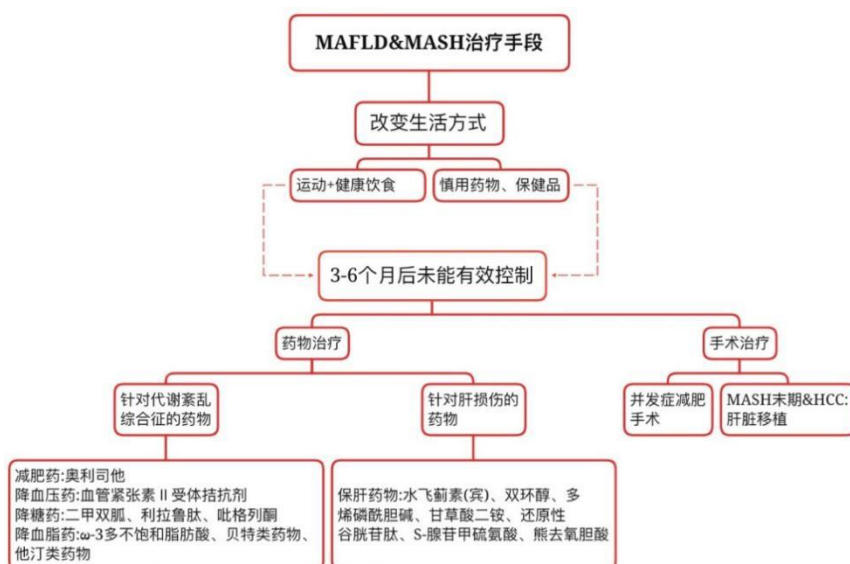 MAFLD&MASH治疗手段
改变生活方式
运动+健康饮食
慎用药物、保健品
3-6个月后未能有效控制
药物治疗
手术治疗
针对代谢紊乱
综合征的药物
针对肝损伤的
药物
并发症减肥
手术
MASH末期&HCC:
肝脏移植
减肥药:奥利司他
降血压药:血管紧张素 II 受体拮抗剂
降糖药:二甲双胍、利拉鲁肽、吡格列酮
降血脂药:ω-3多不饱和脂肪酸、贝特类药物、
他汀类药物
保肝药物:水飞蓟素(宾)、双环醇、多
烯磷酰胆碱、甘草酸二铵、还原性
谷胱苷肽、S-腺苷甲硫氨酸、熊去氧胆酸